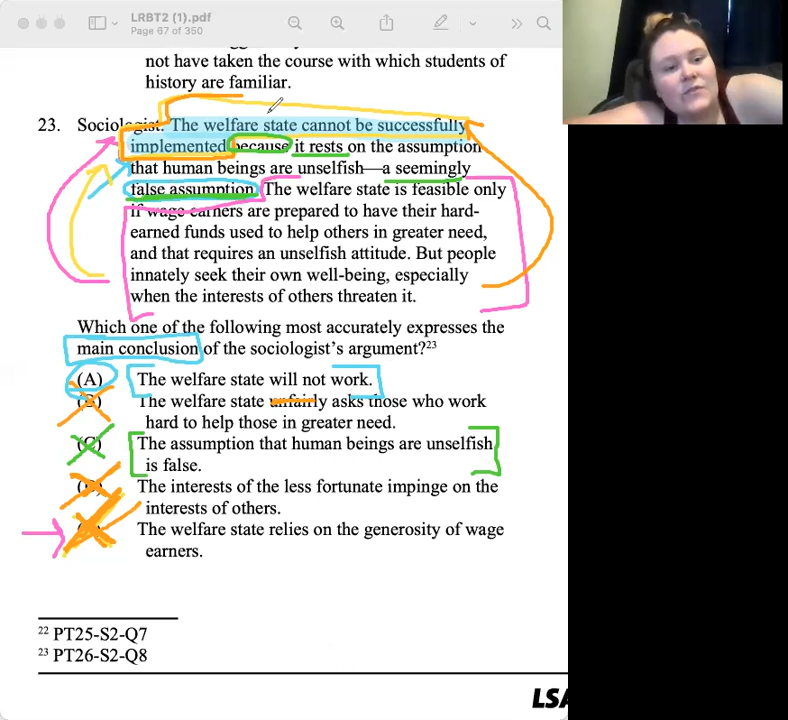 LRBT2 (1).pdf
Page 67 of 350
not have taken the course with which students of
history are familiar.
23. Sociologist: The welfare state cannot be successfully
implemented because it rests on the assumption
that human beings are unselfish—a seemingly
false assumption. The welfare state is feasible only
if wage earners are prepared to have their hard-
earned funds used to help others in greater need,
and that requires an unselfish attitude. But people
innately seek their own well-being, especially
when the interests of others threaten it.
Which one of the following most accurately expresses the
main conclusion of the sociologist's argument?23
(A) The welfare state will not work.
The welfare state unfairly asks those who work
hard to help those in greater need.
(C) The assumption that human beings are unselfish
is false.
The interests of the less fortunate impinge on the
interests of others.
The welfare state relies on the generosity of wage
earners.
22 PT25-S2-Q7
23 PT26-S2-Q8